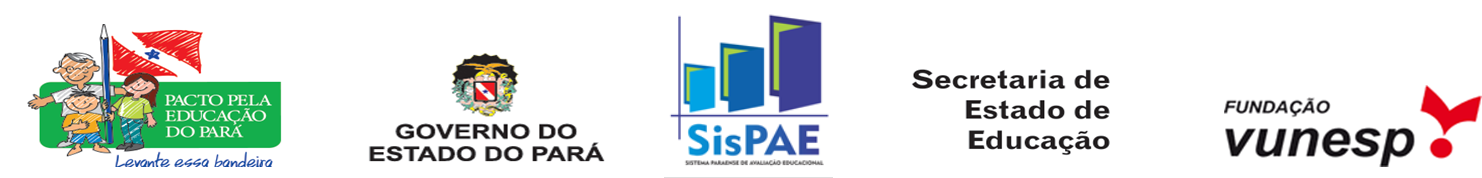 PACTO PELA
EDUCAÇÃO
DO PARÁ
Levante essa bandeira
GOVERNO DO
ESTADO DO PARÁ
SisPAE
SISTEMA PARAENSE DE AVALIAÇÃO EDUCACIONAL
Secretaria de
Estado de
Educação
FUNDAÇÃO
vunesp